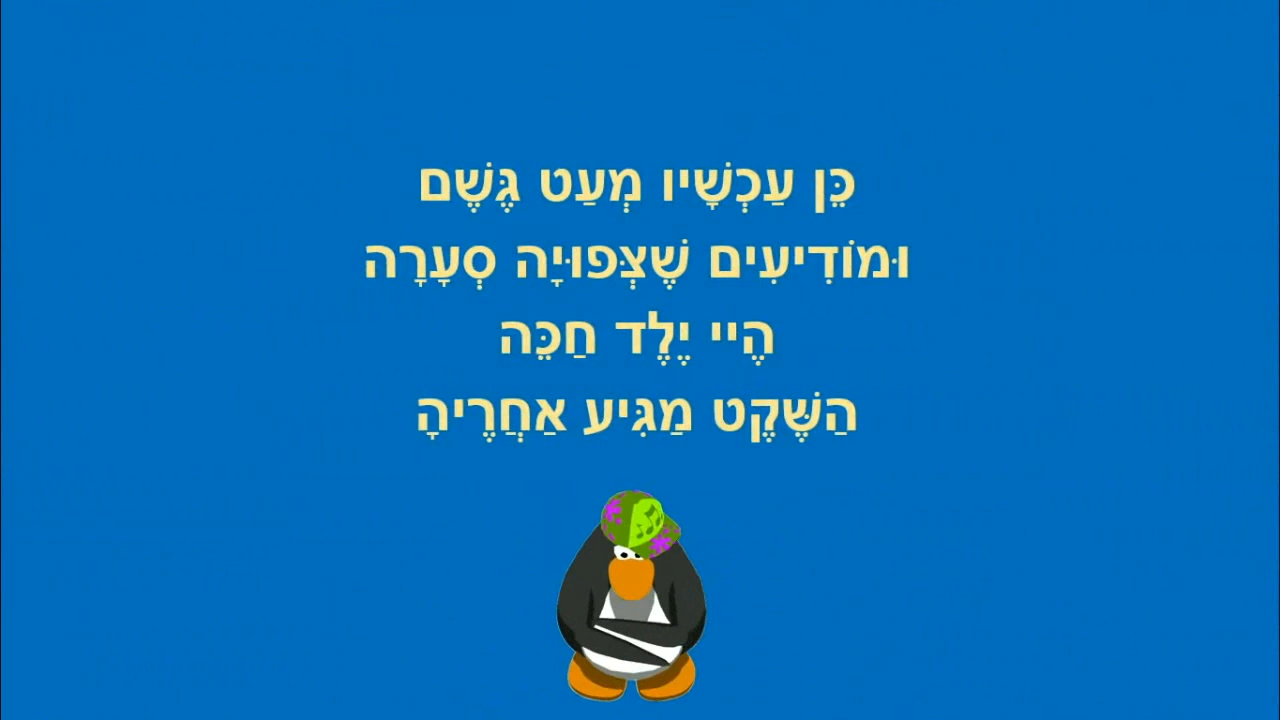 כֵּן עַכְשָׁיו מְעַט גֶּשֶׁם
וּמוֹדִיעִים שֶׁצְּפוּיָה סְעָרָה
הֶיי יֶלֶד חַכֵּה
הַשֶּׁקֶט מַגִּיע אַחֲרֶיהָ